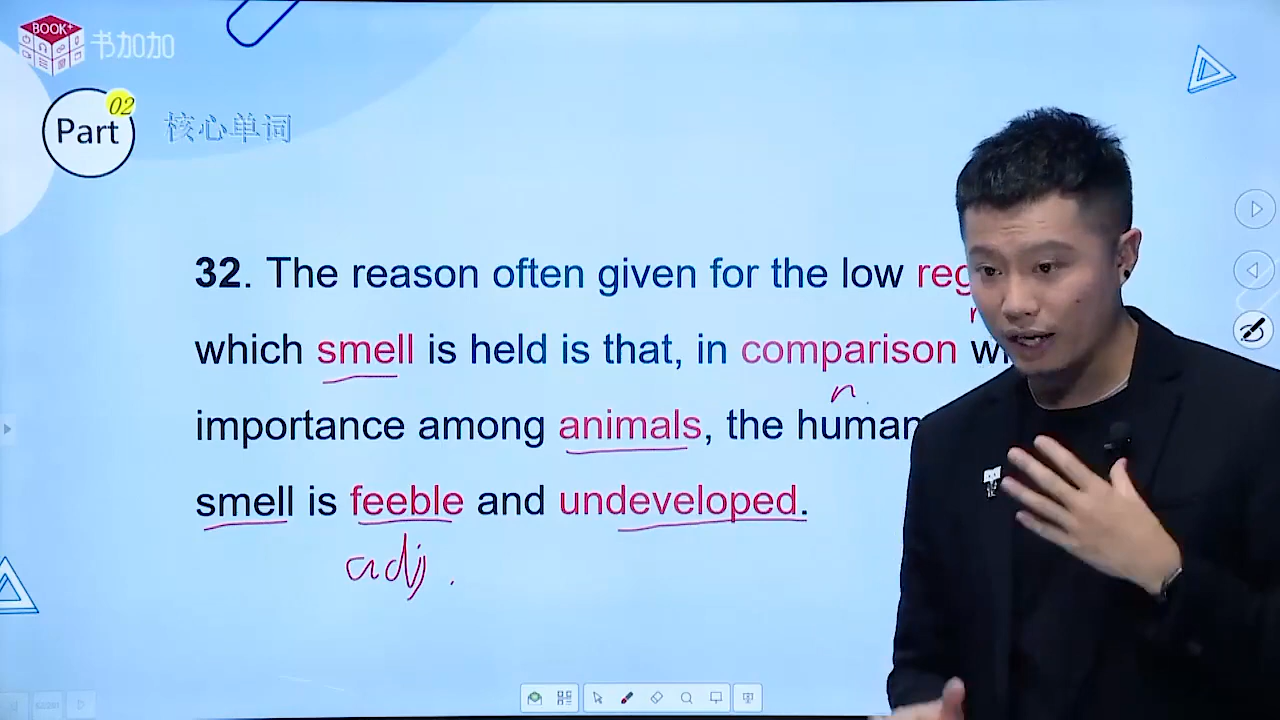 BOOK+
书加加
Part
02
核心单词
32. The reason often given for the low
which smell is held is that, in comparison
importance among animals, the human
smell is feeble and undeveloped.
n.
adj.